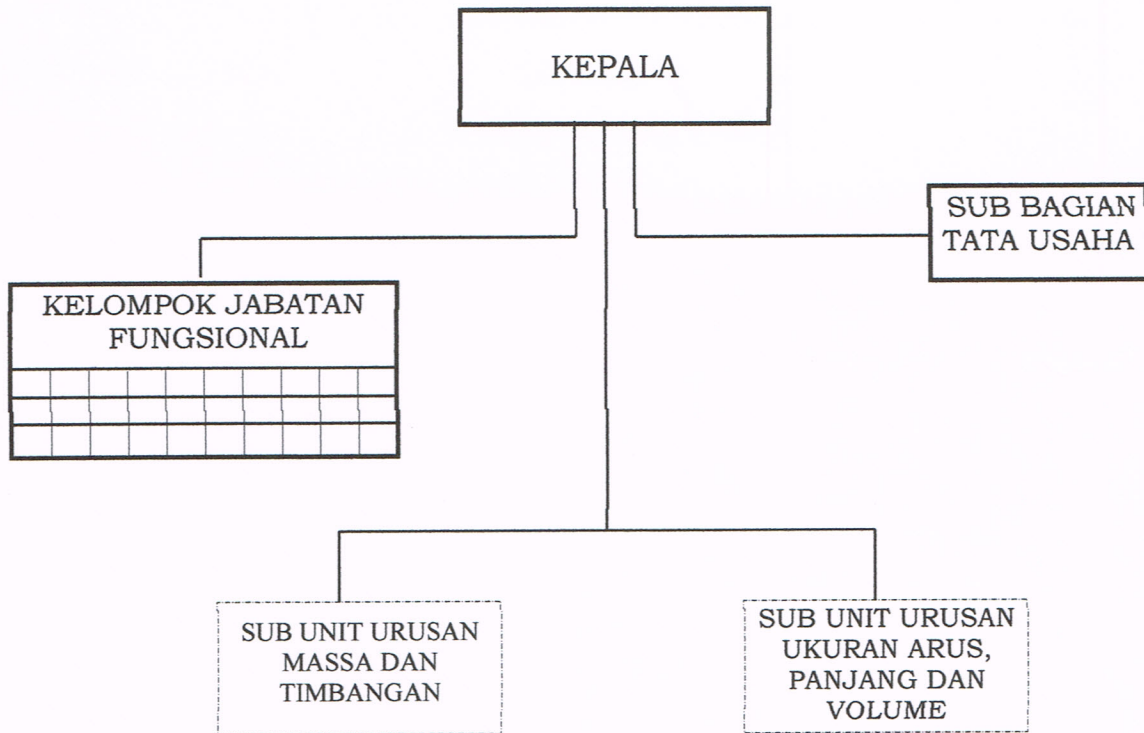 KEPALA
SUB BAGIAN
TATA USAHA
KELOMPOK JABATAN
FUNGSIONAL
SUB UNIT URUSAN
MASSA DAN
TIMBANGAN
SUB UNIT URUSAN
UKURAN ARUS,
PANJANG DAN
VOLUME